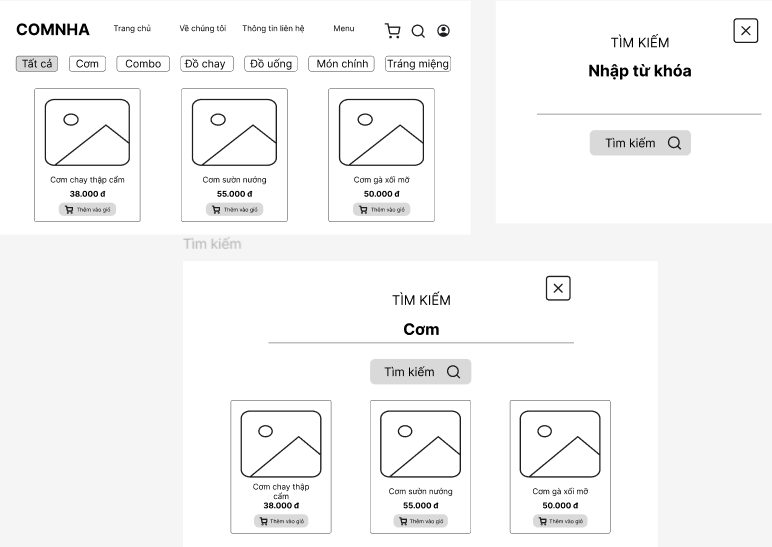 COMNHA
Trang chủ
Về chúng tôi
Thông tin liên hệ
Menu
Tất cả
Cơm
Combo
Đồ chay
Đồ uống
Món chính
Tráng miệng
Cơm chay thập cẩm
38.000 đ
Thêm vào giỏ
Cơm sườn nướng
55.000 đ
Thêm vào giỏ
Cơm gà xối mỡ
50.000 đ
Thêm vào giỏ
TÌM KIẾM
Nhập từ khóa
Tìm kiếm
Tìm kiếm
TÌM KIẾM
Cơm
Tìm kiếm
Cơm chay thập
cẩm
38.000 đ
Thêm vào giỏ
Cơm sườn nướng
55.000 đ
Thêm vào giỏ
Cơm gà xối mỡ
50.000 đ
Thêm vào giỏ